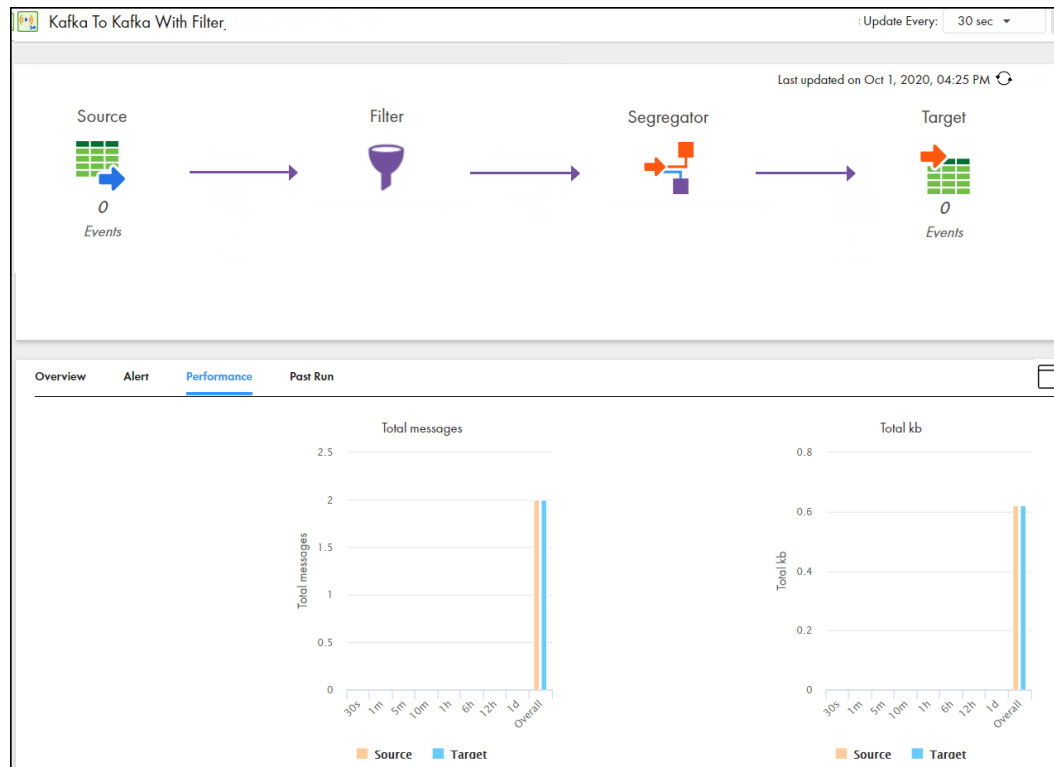 Kafka To Kafka With Filter
: Update Every: 30 sec
Last updated on Oct 1, 2020, 04:25 PM
Source Filter Segregator Target
0 0
Events Events
Overview Alert Performance Past Run
Total messages
2.5
2
1.5
1
0.5
0
Total messages
30s 1m 5m 10m 1h 6h 12h 1d Overall
Source Target
Total kb
0.8
0.6
0.4
0.2
0
Total kb
30s 1m 5m 10m 1h 6h 12h 1d Overall
Source Target